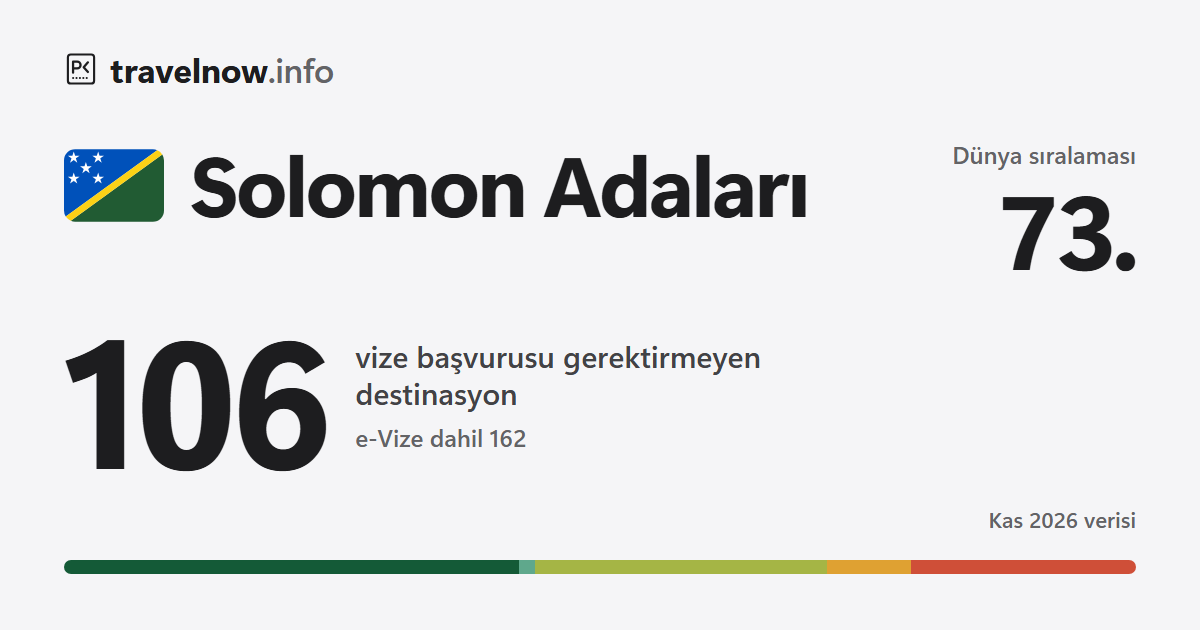 travelnow.info
Solomon Adaları
Dünya sıralaması
73.
106
vize başvurusu gerektirmeyen
destinasyon
e-Vize dahil 162
Kas 2026 verisi